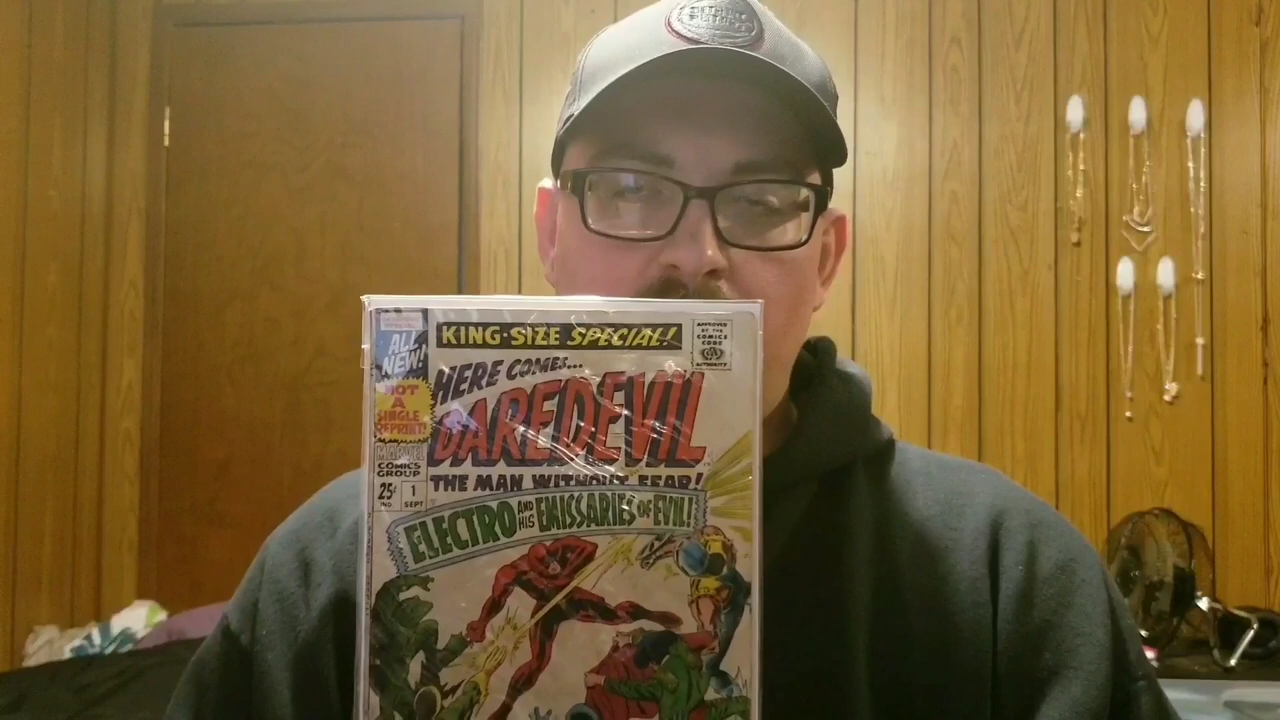 KING-SIZE SPECIAL!
APPROVED
BY THE
COMICS
CODE
AUTHORITY
ALL
NEW!
NOT
A
SINGLE
REPRINT!
MARVEL
COMICS
GROUP
25¢
IND.
1
SEPT
HERE COMES...
DAREDEVIL
THE MAN WITHOUT FEAR!
ELECTRO AND HIS EMISSARIES OF EVIL!